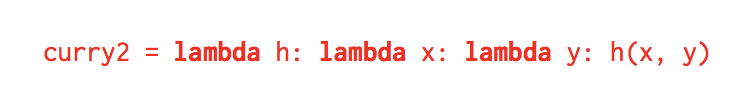 curry2 = lambda h: lambda x: lambda y: h(x, y)